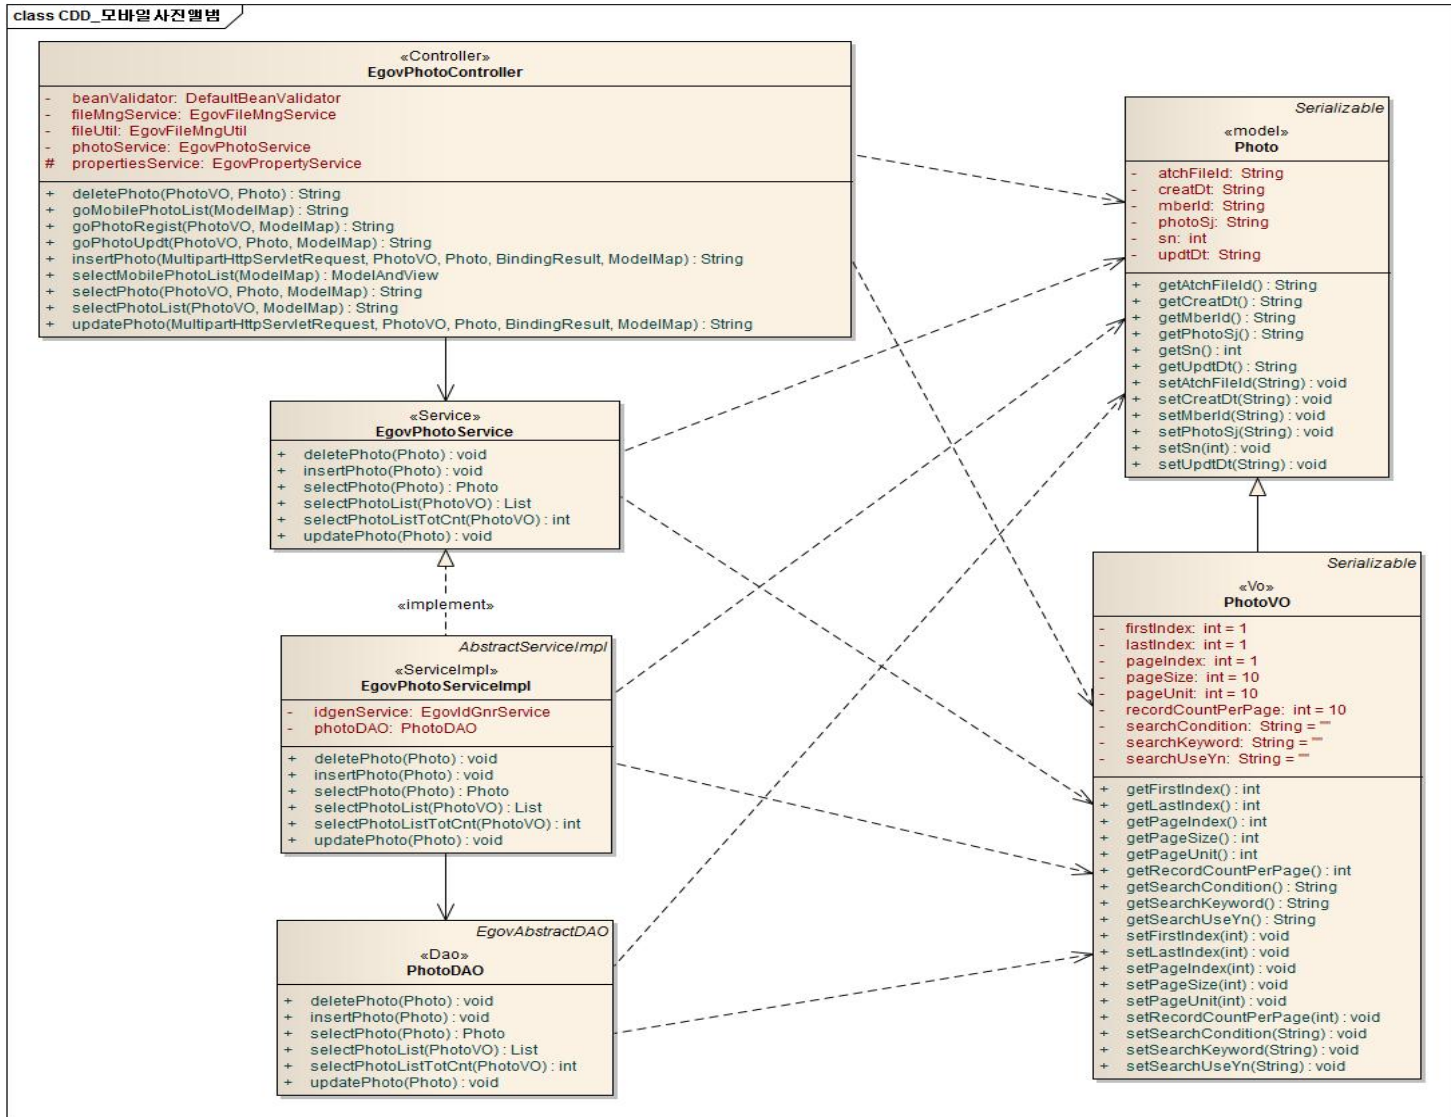 class CDD_모바일사진앨범
«Controller»
EgovPhotoController
- beanValidator: DefaultBeanValidator
- fileMngService: EgovFileMngService
- fileUtil: EgovFileMngUtil
- photoService: EgovPhotoService
# propertiesService: EgovPropertyService
+ deletePhoto(PhotoVO, Photo) : String
+ goMobilePhotoList(ModelMap) : String
+ goPhotoRegist(PhotoVO, ModelMap) : String
+ goPhotoUpdt(PhotoVO, Photo, ModelMap) : String
+ insertPhoto(MultipartHttpServletRequest, PhotoVO, Photo, BindingResult, ModelMap) : String
+ selectMobilePhotoList(ModelMap) : ModelAndView
+ selectPhoto(PhotoVO, Photo, ModelMap) : String
+ selectPhotoList(PhotoVO, ModelMap) : String
+ updatePhoto(MultipartHttpServletRequest, PhotoVO, Photo, BindingResult, ModelMap) : String
Serializable
«model»
Photo
- atchFileId: String
- creatDt: String
- mberId: String
- photoSj: String
- sn: int
- updtDt: String
+ getAtchFileId() : String
+ getCreatDt() : String
+ getMberId() : String
+ getPhotoSj() : String
+ getSn() : int
+ getUpdtDt() : String
+ setAtchFileId(String) : void
+ setCreatDt(String) : void
+ setMberId(String) : void
+ setPhotoSj(String) : void
+ setSn(int) : void
+ setUpdtDt(String) : void
«Service»
EgovPhotoService
+ deletePhoto(Photo) : void
+ insertPhoto(Photo) : void
+ selectPhoto(Photo) : Photo
+ selectPhotoList(PhotoVO) : List
+ selectPhotoListTotCnt(PhotoVO) : int
+ updatePhoto(Photo) : void
«implement»
AbstractServiceImpl
«ServiceImpl»
EgovPhotoServiceImpl
- idgenService: EgovIdGnrService
- photoDAO: PhotoDAO
+ deletePhoto(Photo) : void
+ insertPhoto(Photo) : void
+ selectPhoto(Photo) : Photo
+ selectPhotoList(PhotoVO) : List
+ selectPhotoListTotCnt(PhotoVO) : int
+ updatePhoto(Photo) : void
Serializable
«Vo»
PhotoVO
- firstIndex: int = 1
- lastIndex: int = 1
- pageIndex: int = 1
- pageSize: int = 10
- pageUnit: int = 10
- recordCountPerPage: int = 10
- searchCondition: String = ""
- searchKeyword: String = ""
- searchUseYn: String = ""
+ getFirstIndex() : int
+ getLastIndex() : int
+ getPageIndex() : int
+ getPageSize() : int
+ getPageUnit() : int
+ getRecordCountPerPage() : int
+ getSearchCondition() : String
+ getSearchKeyword() : String
+ getSearchUseYn() : String
+ setFirstIndex(int) : void
+ setLastIndex(int) : void
+ setPageIndex(int) : void
+ setPageSize(int) : void
+ setPageUnit(int) : void
+ setRecordCountPerPage(int) : void
+ setSearchCondition(String) : void
+ setSearchKeyword(String) : void
+ setSearchUseYn(String) : void
EgovAbstractDAO
«Dao»
PhotoDAO
+ deletePhoto(Photo) : void
+ insertPhoto(Photo) : void
+ selectPhoto(Photo) : Photo
+ selectPhotoList(PhotoVO) : List
+ selectPhotoListTotCnt(PhotoVO) : int
+ updatePhoto(Photo) : void